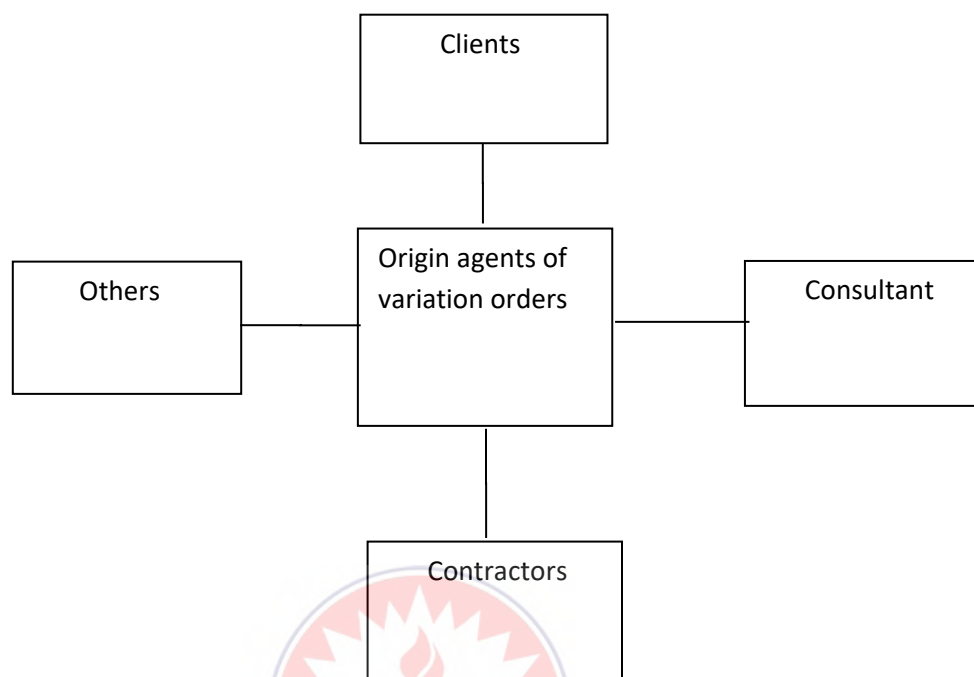 Clients
Origin agents of
variation orders
Others
Consultant
Contractors